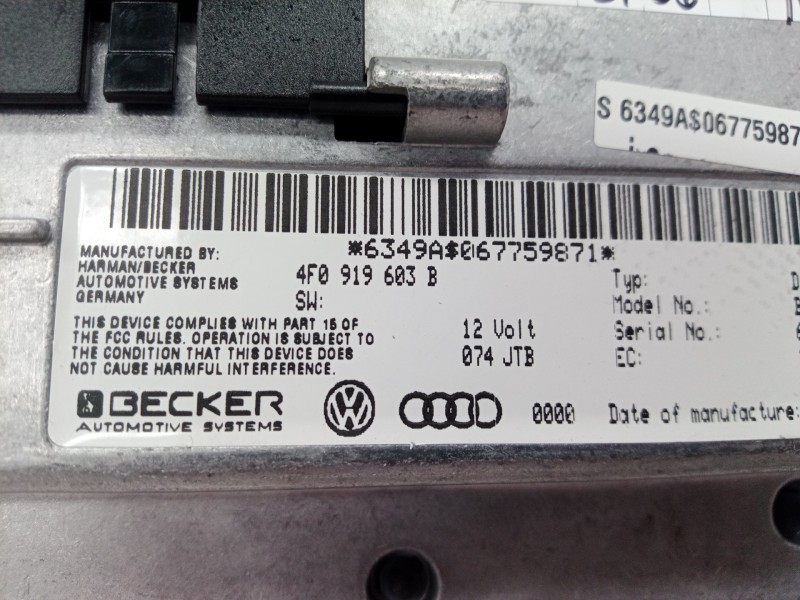 S 6349A$067759871
*6349A$067759871*
MANUFACTURED BY:
HARMAN/BECKER
AUTOMOTIVE SYSTEMS
GERMANY
4F0 919 603 B
SW:
THIS DEVICE COMPLIES WITH PART 15 OF
THE FCC RULES. OPERATION IS SUBJECT TO
THE CONDITION THAT THIS DEVICE DOES
NOT CAUSE HARMFUL INTERFERENCE.
12 Volt
074 JTB
Typ:
Model No.:
Serial No.:
EC:
BECKER
AUTOMOTIVE SYSTEMS
VW
0000
Date of manufacture: